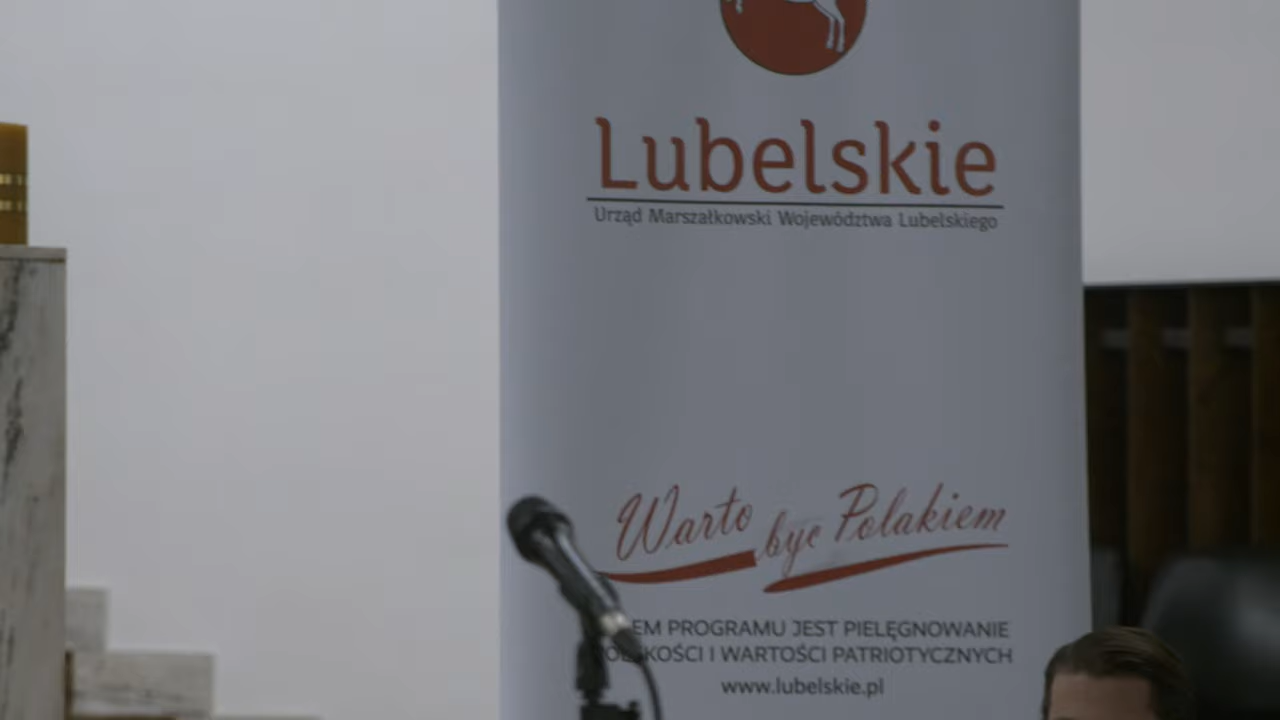 Lubelskie
Urząd Marszałkowski Województwa Lubelskiego
Warto być Polakiem
EM PROGRAMU JEST PIELĘGNOWANIE
KOŚCI I WARTOŚCI PATRIOTYCZNYCH
www.lubelskie.pl